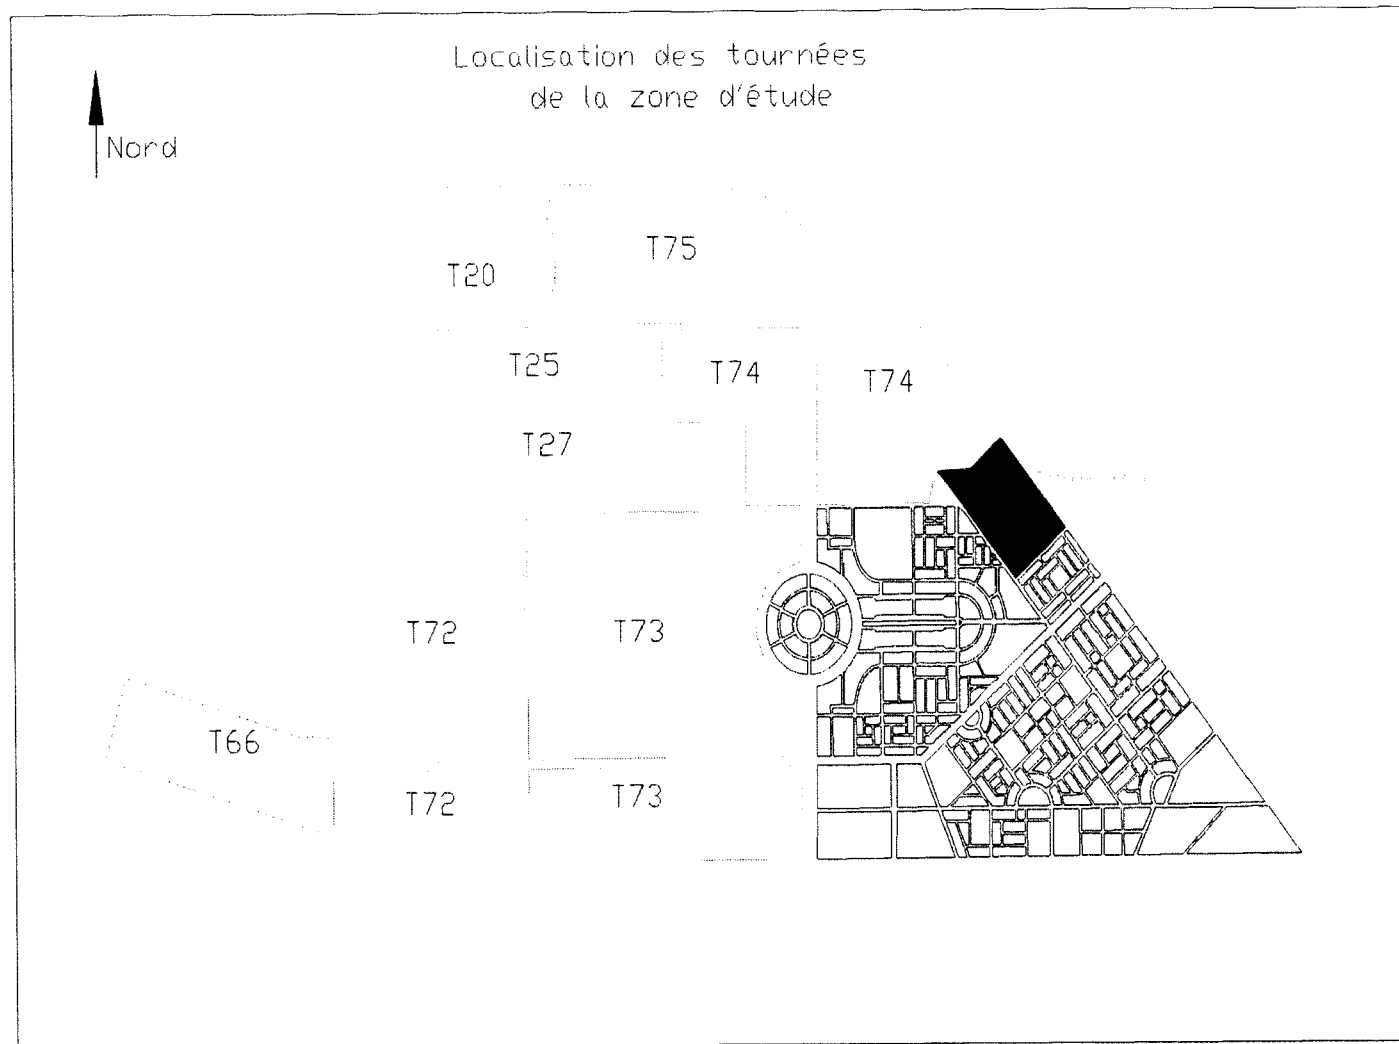 Localisation des tournées
de la zone d'étude
Nord
T75
T20
T25
T74
T74
T27
T72
T73
T66
T72
T73